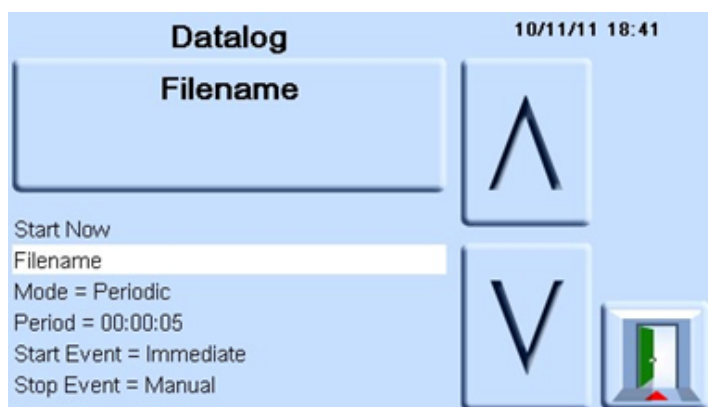 Datalog
10/11/11 18:41
Filename
Start Now
Filename
Mode = Periodic
Period = 00:00:05
Start Event = Immediate
Stop Event = Manual